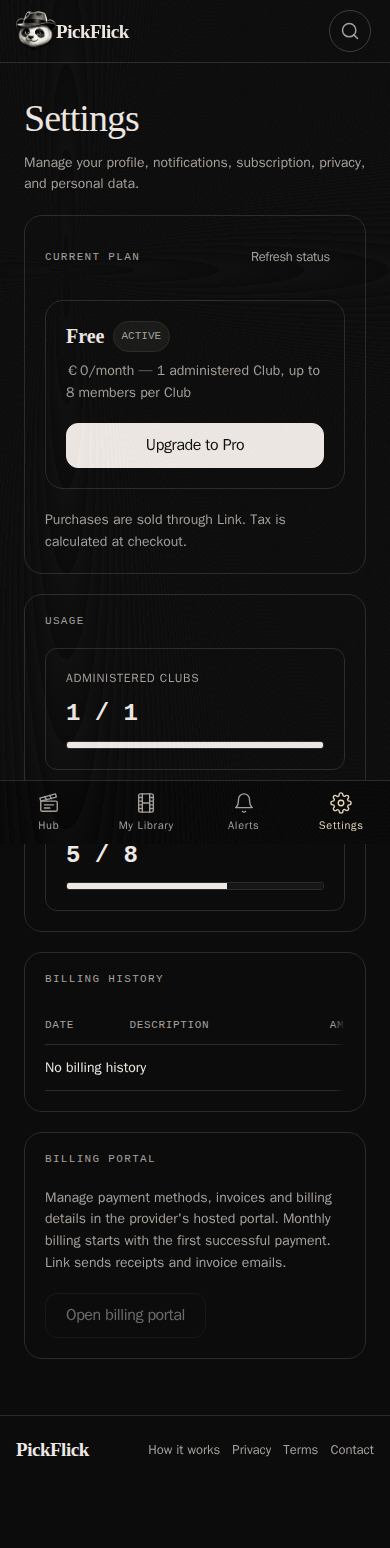 PickFlick
Settings
Manage your profile, notifications, subscription, privacy,
and personal data.
CURRENT PLAN
Refresh status
Free
ACTIVE
€0/month — 1 administered Club, up to
8 members per Club
Upgrade to Pro
Purchases are sold through Link. Tax is
calculated at checkout.
USAGE
ADMINISTERED CLUBS
1 / 1
Hub
My Library
Alerts
Settings
5 / 8
BILLING HISTORY
DATE
DESCRIPTION
AM
No billing history
BILLING PORTAL
Manage payment methods, invoices and billing
details in the provider's hosted portal. Monthly
billing starts with the first successful payment.
Link sends receipts and invoice emails.
Open billing portal
PickFlick
How it works
Privacy
Terms
Contact